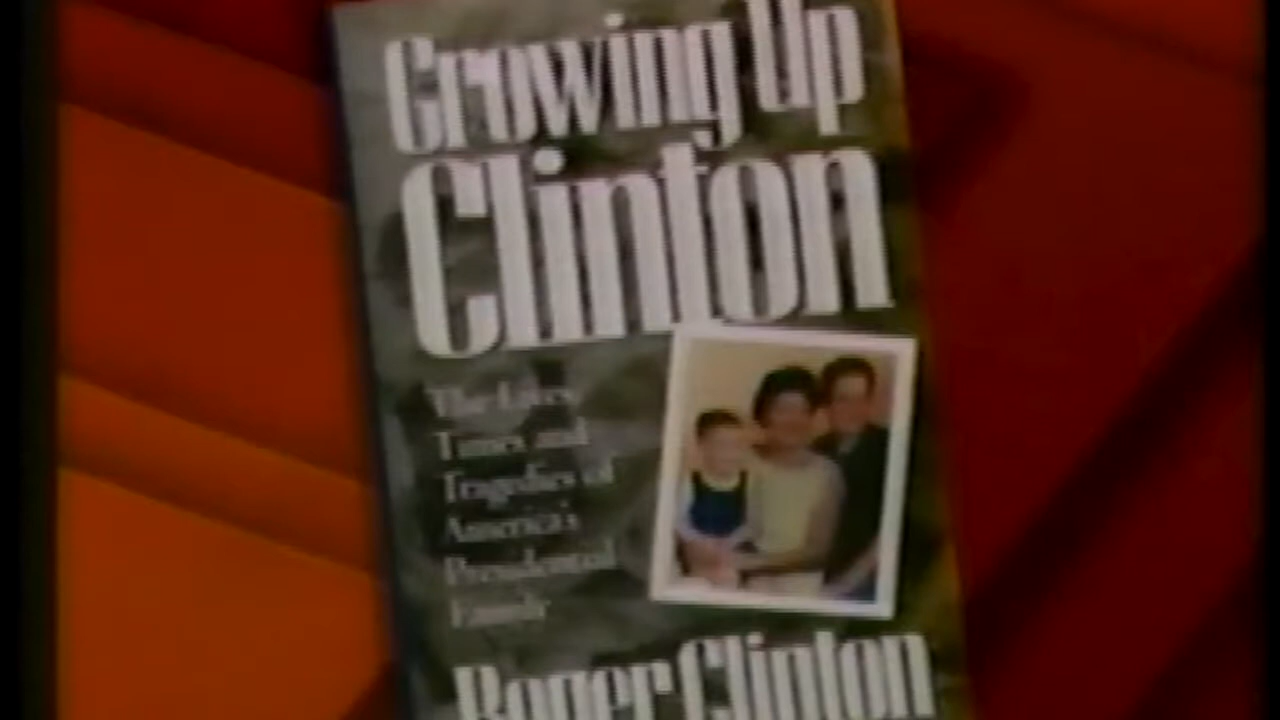 Growing Up
Clinton
The Lives,
Times and
Tragedies of
America's
Presidential
Family
Roger Clinton